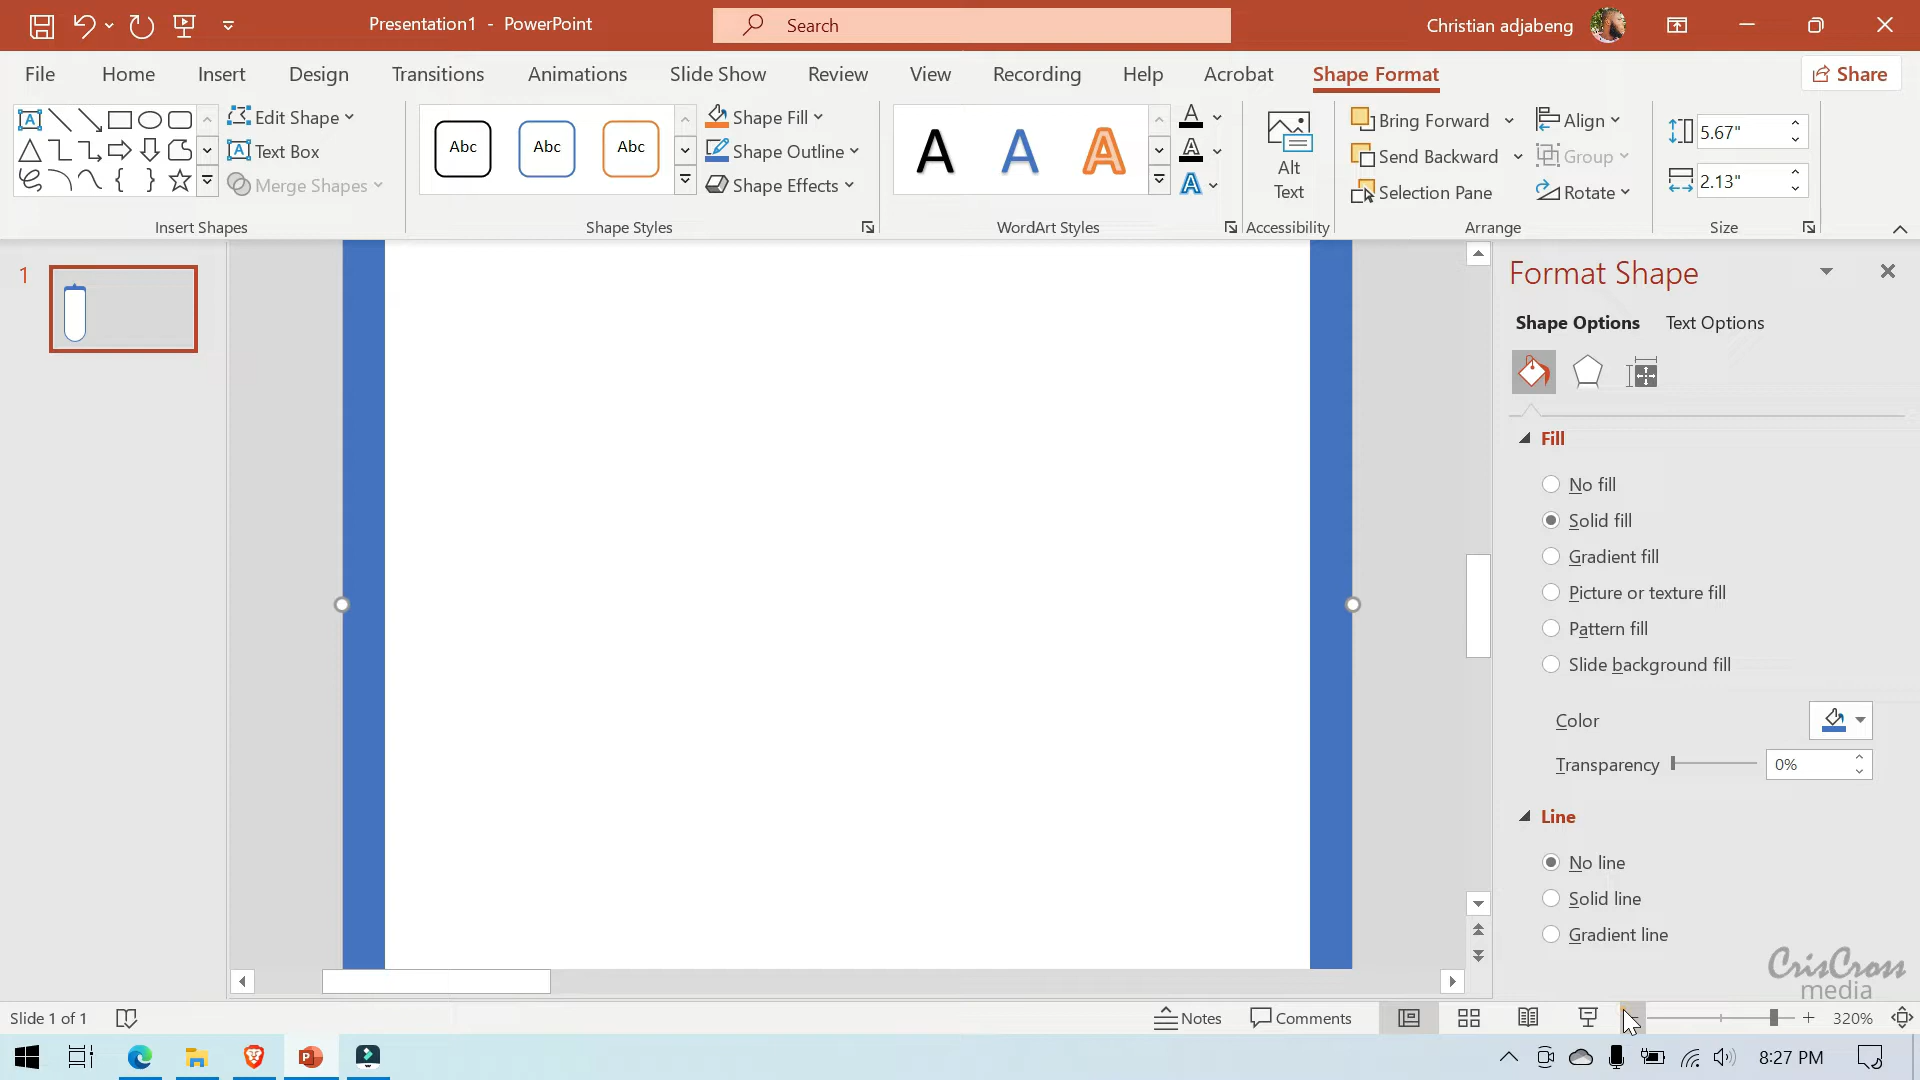 Presentation1 - PowerPoint
Search
Christian adjabeng
File Home Insert Design Transitions Animations Slide Show Review View Recording Help Acrobat Shape Format
Share
Edit Shape
Text Box
Merge Shapes
Insert Shapes
Abc Abc Abc
Shape Fill
Shape Outline
Shape Effects
Shape Styles
A A A
WordArt Styles
Alt
Text
Accessibility
Bring Forward
Send Backward
Selection Pane
Align
Group
Rotate
Arrange
5.67"
2.13"
Size
1
Format Shape
Shape Options Text Options
Fill
No fill
Solid fill
Gradient fill
Picture or texture fill
Pattern fill
Slide background fill
Color
Transparency 0%
Line
No line
Solid line
Gradient line
CrisCross
media
Slide 1 of 1
Notes
Comments
320%
8:27 PM